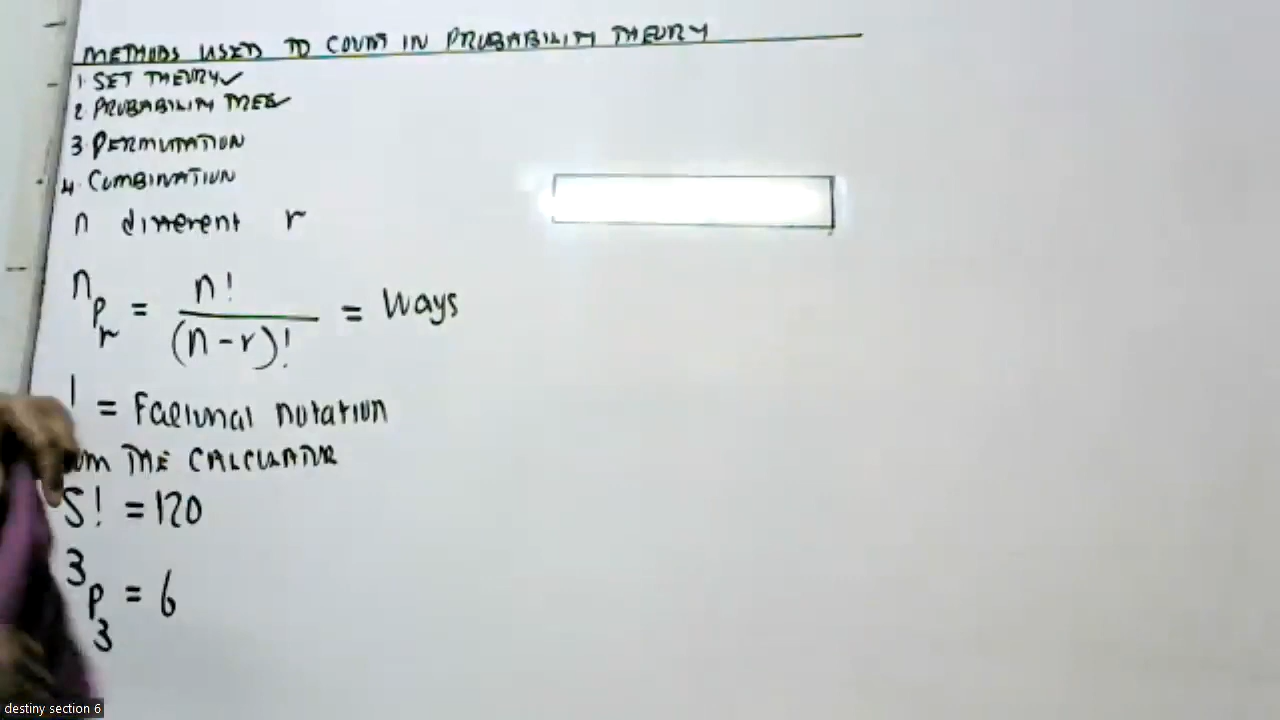 METHODS USED TO COUNT IN PROBABILITY THEORY
1. SET THEORY ✓
2. PROBABILITY TREE ✓
3. PERMUTATION
4. COMBINATION
n different r
ⁿPᵣ = n! / (n-r)! = Ways
! = Factorial notation
THE CALCULATOR
5! = 120
³P₃ = 6
destiny section 6